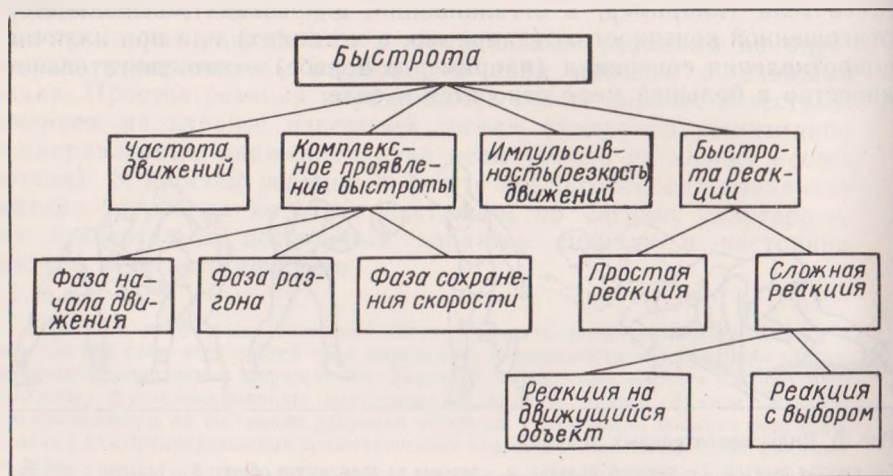 Быстрота
Частота
движений
Комплекс-
ное проявле-
ние быстроты
Импульсив-
ность (резкость)
движений
Быстро-
та реак-
ции
Фаза на-
чала дви-
жения
Фаза раз-
гона
Фаза сохране-
ния скорости
Простая
реакция
Сложная
реакция
Реакция на
движущийся
объект
Реакция
с выбором